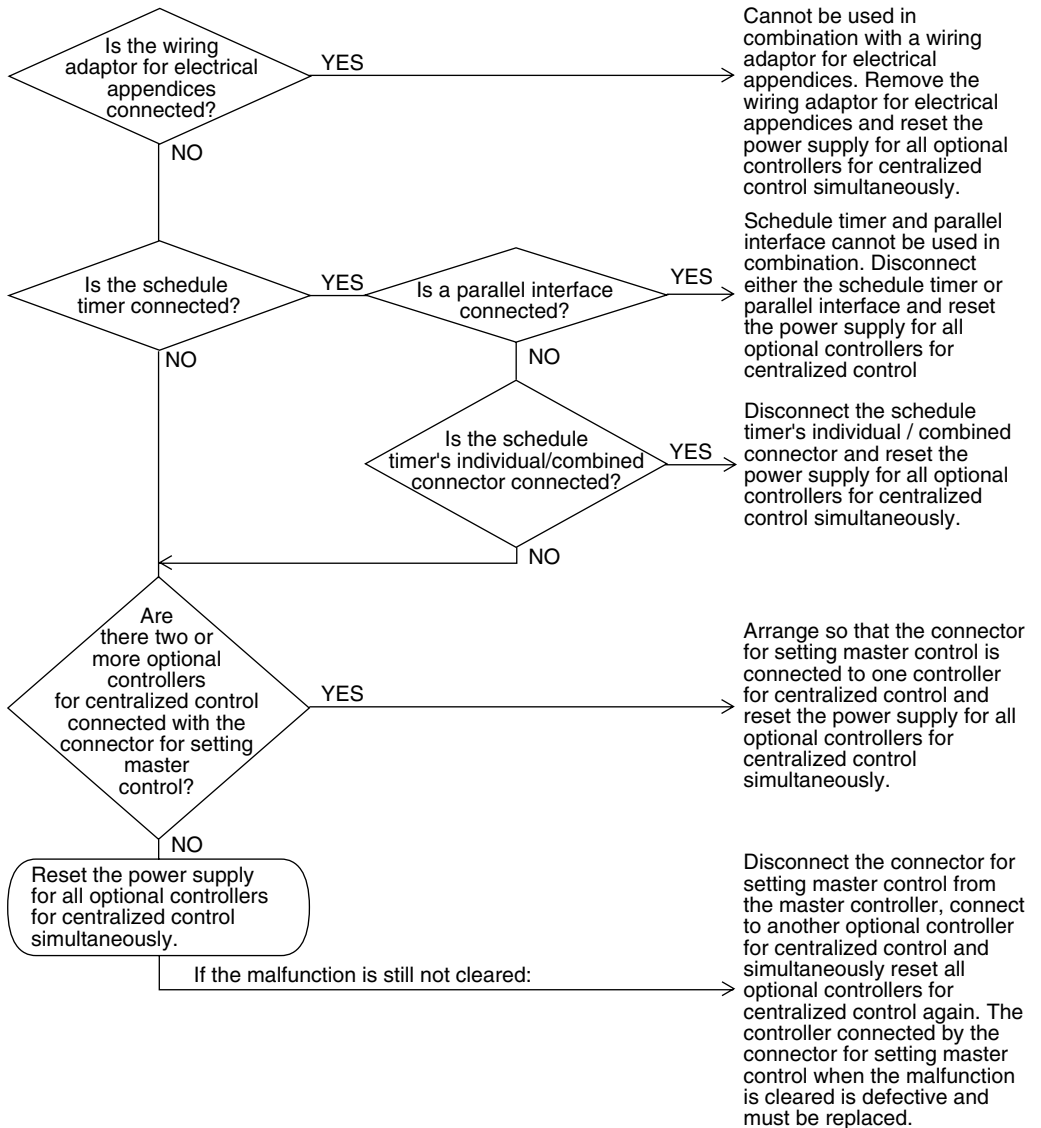 Is the wiring
adaptor for electrical
appendices
connected?
YES
Cannot be used in
combination with a wiring
adaptor for electrical
appendices. Remove the
wiring adaptor for electrical
appendices and reset the
power supply for all optional
controllers for centralized
control simultaneously.
NO
Is the schedule
timer connected?
YES
Is a parallel interface
connected?
YES
Schedule timer and parallel
interface cannot be used in
combination. Disconnect
either the schedule timer or
parallel interface and reset
the power supply for all
optional controllers for
centralized control
NO
NO
Is the schedule
timer's individual/combined
connector connected?
YES
Disconnect the schedule
timer's individual / combined
connector and reset the
power supply for all optional
controllers for centralized
control simultaneously.
NO
Are
there two or
more optional
controllers
for centralized control
connected with the
connector for setting
master
control?
YES
Arrange so that the connector
for setting master control is
connected to one controller
for centralized control and
reset the power supply for all
optional controllers for
centralized control
simultaneously.
NO
Reset the power supply
for all optional controllers
for centralized control
simultaneously.
If the malfunction is still not cleared:
Disconnect the connector for
setting master control from
the master controller, connect
to another optional controller
for centralized control and
simultaneously reset all
optional controllers for
centralized control again. The
controller connected by the
connector for setting master
control when the malfunction
is cleared is defective and
must be replaced.